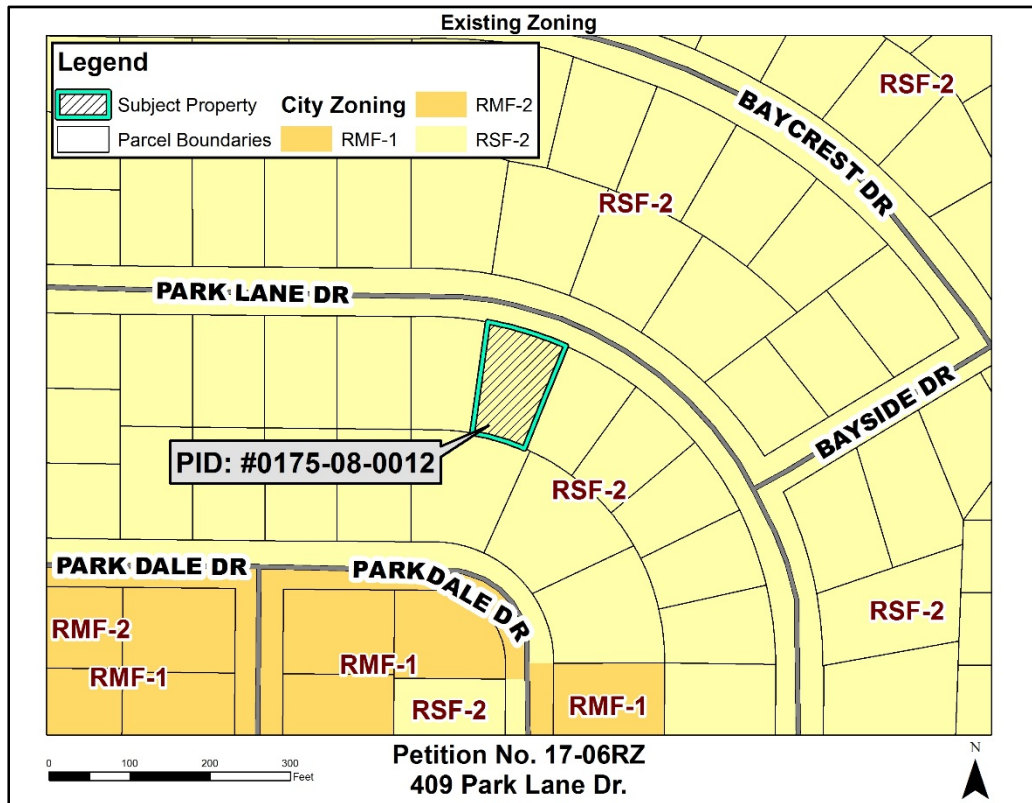 Existing Zoning
Legend
Subject Property
Parcel Boundaries
City Zoning
RMF-1
RMF-2
RSF-2
RSF-2
BAYCREST DR
RSF-2
PARK LANE DR
BAYSIDE DR
PID: #0175-08-0012
RSF-2
PARK DALE DR
PARKDALE DR
RSF-2
RMF-2
RMF-1
RMF-1
RSF-2
RMF-1
0 100 200 300
Feet
Petition No. 17-06RZ
409 Park Lane Dr.
N